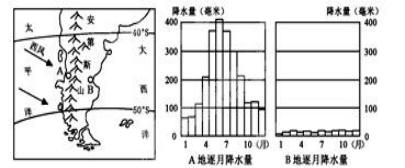 太
平
洋
西风
安
第
斯
山
A
B
40°S
50°S
大
西
洋
降水量(毫米)
400
300
200
100
0
1 4 7 10 (月)
A地逐月降水量
降水量(毫米)
400
300
200
100
0
1 4 7 10 (月)
B地逐月降水量